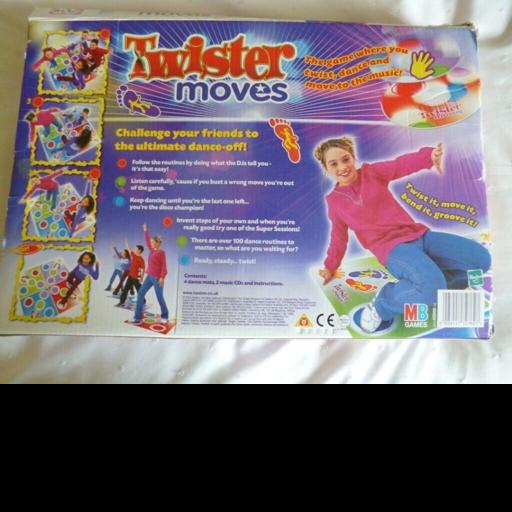 Twister
moves
The game where you
twist, dance and
move to the music!
Twister
Challenge your friends to
the ultimate dance-off!
Follow the routines by doing what the DJs tell you -
it's that easy!
Listen carefully, 'cause if you bust a wrong move you're out
of the game.
Keep dancing until you're the last one left...
you're the disco champion!
Invent steps of your own and when you're
really good try one of the Super Sessions!
There are over 100 dance routines to
master, so what are you waiting for?
Ready, steady... twist!
Twist it, move it,
bend it, groove it!
Contents:
4 dance mats, 2 music CDs and instructions.
CE
MB
GAMES